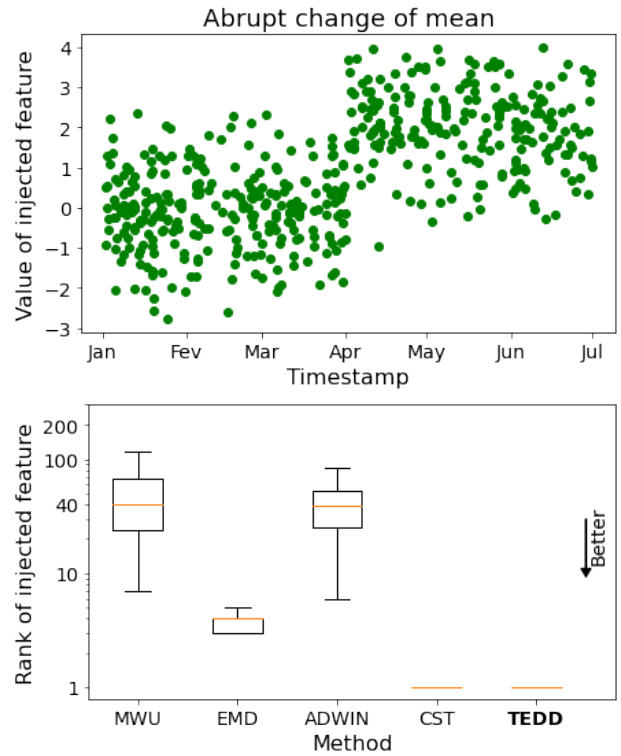 Abrupt change of mean
Value of injected feature
4
3
2
1
0
−1
−2
−3
Jan Fev Mar Apr May Jun Jul
Timestamp
Rank of injected feature
200
100
40
10
1
Better
MWU EMD ADWIN CST TEDD
Method